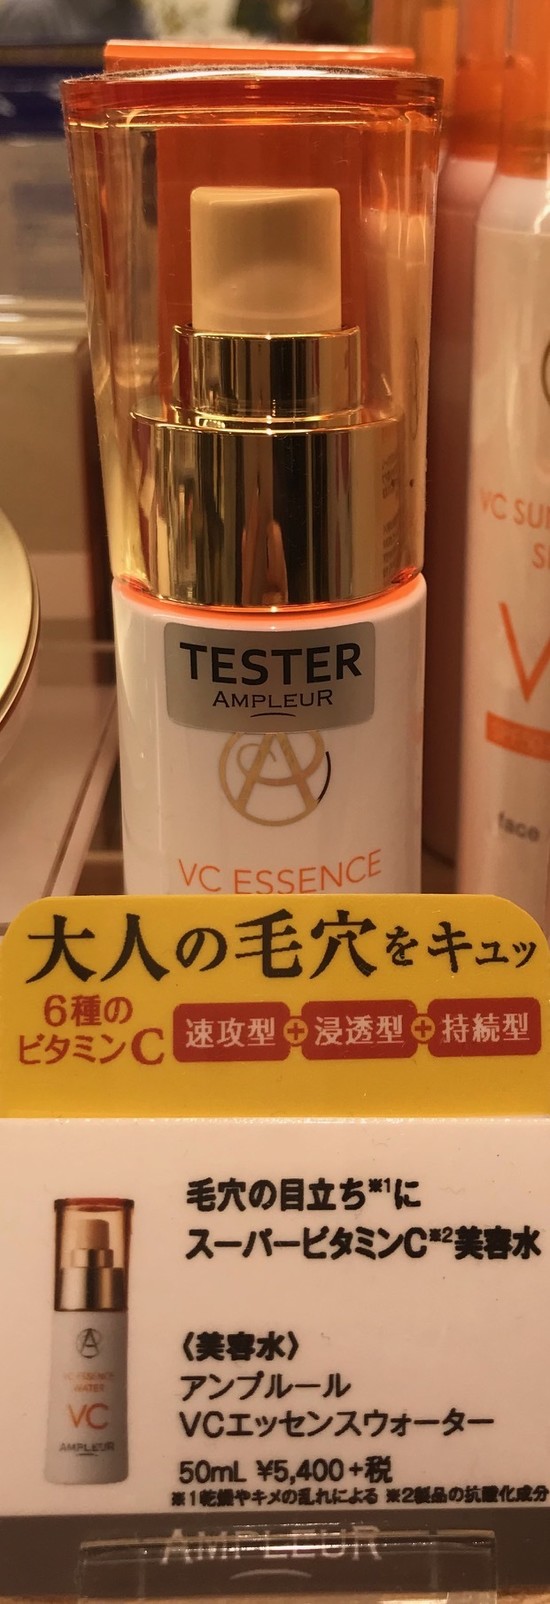 TESTER
AMPLEUR
VC ESSENCE
大人の毛穴をキュッ
6種の
ビタミンC 速攻型+浸透型+持続型
毛穴の目立ち※1に
スーパービタミンC※2美容水
〈美容水〉
アンプルール
VCエッセンスウォーター
50mL ¥5,400+税
※1乾燥やキメの乱れによる ※2製品の抗酸化成分
VC ESSENCE
WATER
VC
AMPLEUR
AMPLEUR
VC
face